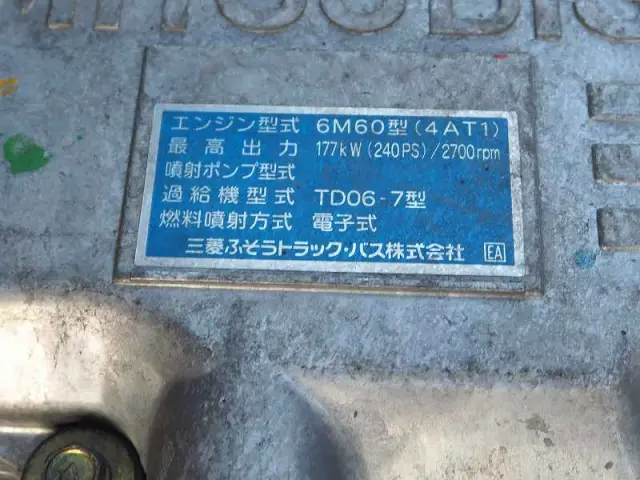 MITSUBIS
エンジン型式 6M60型(4AT1)
最高出力 177kW(240PS)/2700rpm
噴射ポンプ型式
過給機型式 TD06-7型
燃料噴射方式 電子式
三菱ふそうトラック・バス株式会社 EA